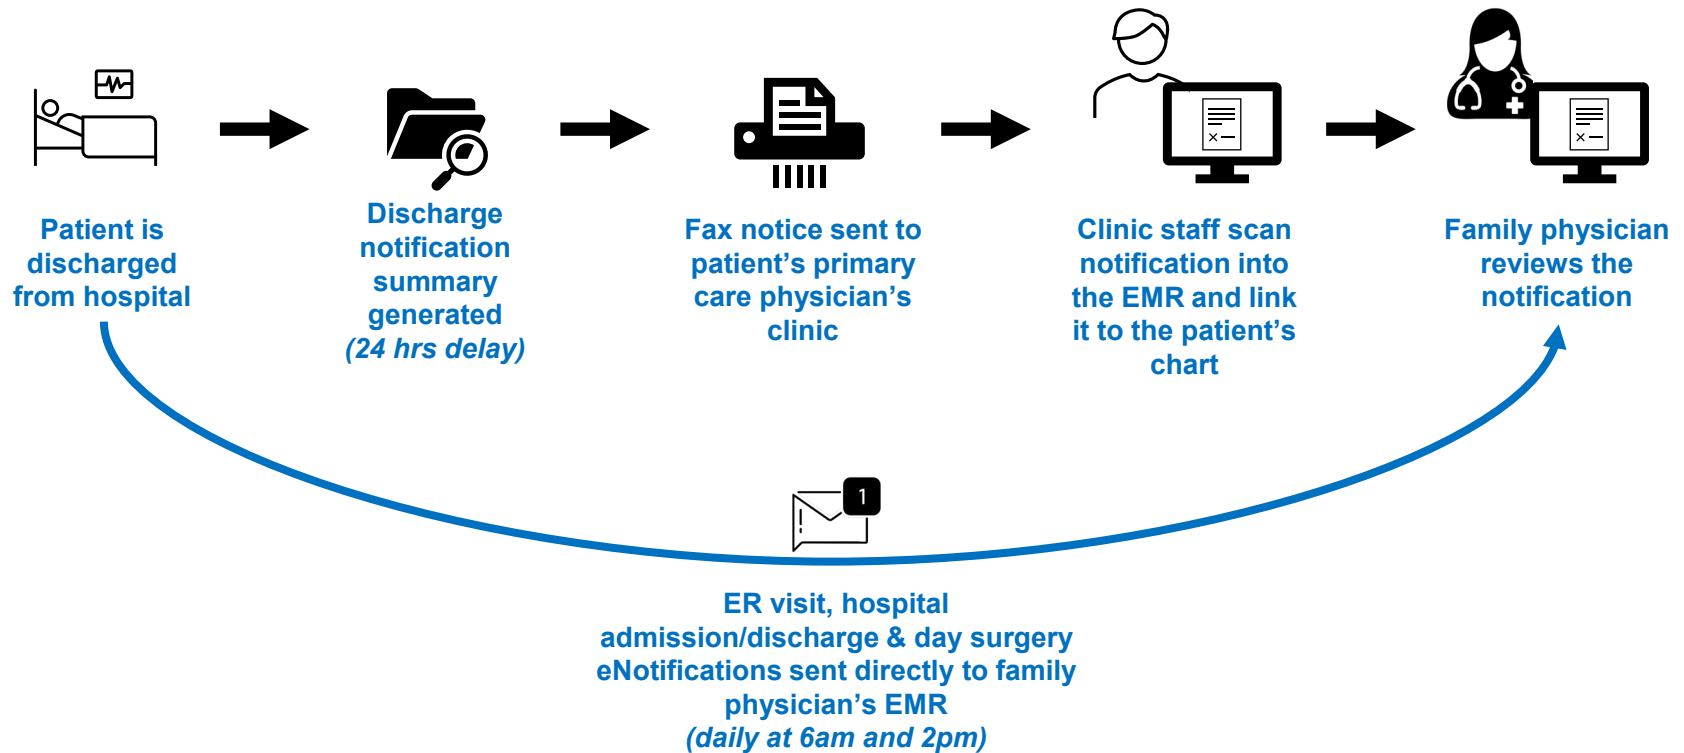 Patient is
discharged
from hospital
Discharge
notification
summary
generated
(24 hrs delay)
Fax notice sent to
patient’s primary
care physician’s
clinic
Clinic staff scan
notification into
the EMR and link
it to the patient’s
chart
Family physician
reviews the
notification
1
ER visit, hospital
admission/discharge & day surgery
eNotifications sent directly to family
physician’s EMR
(daily at 6am and 2pm)